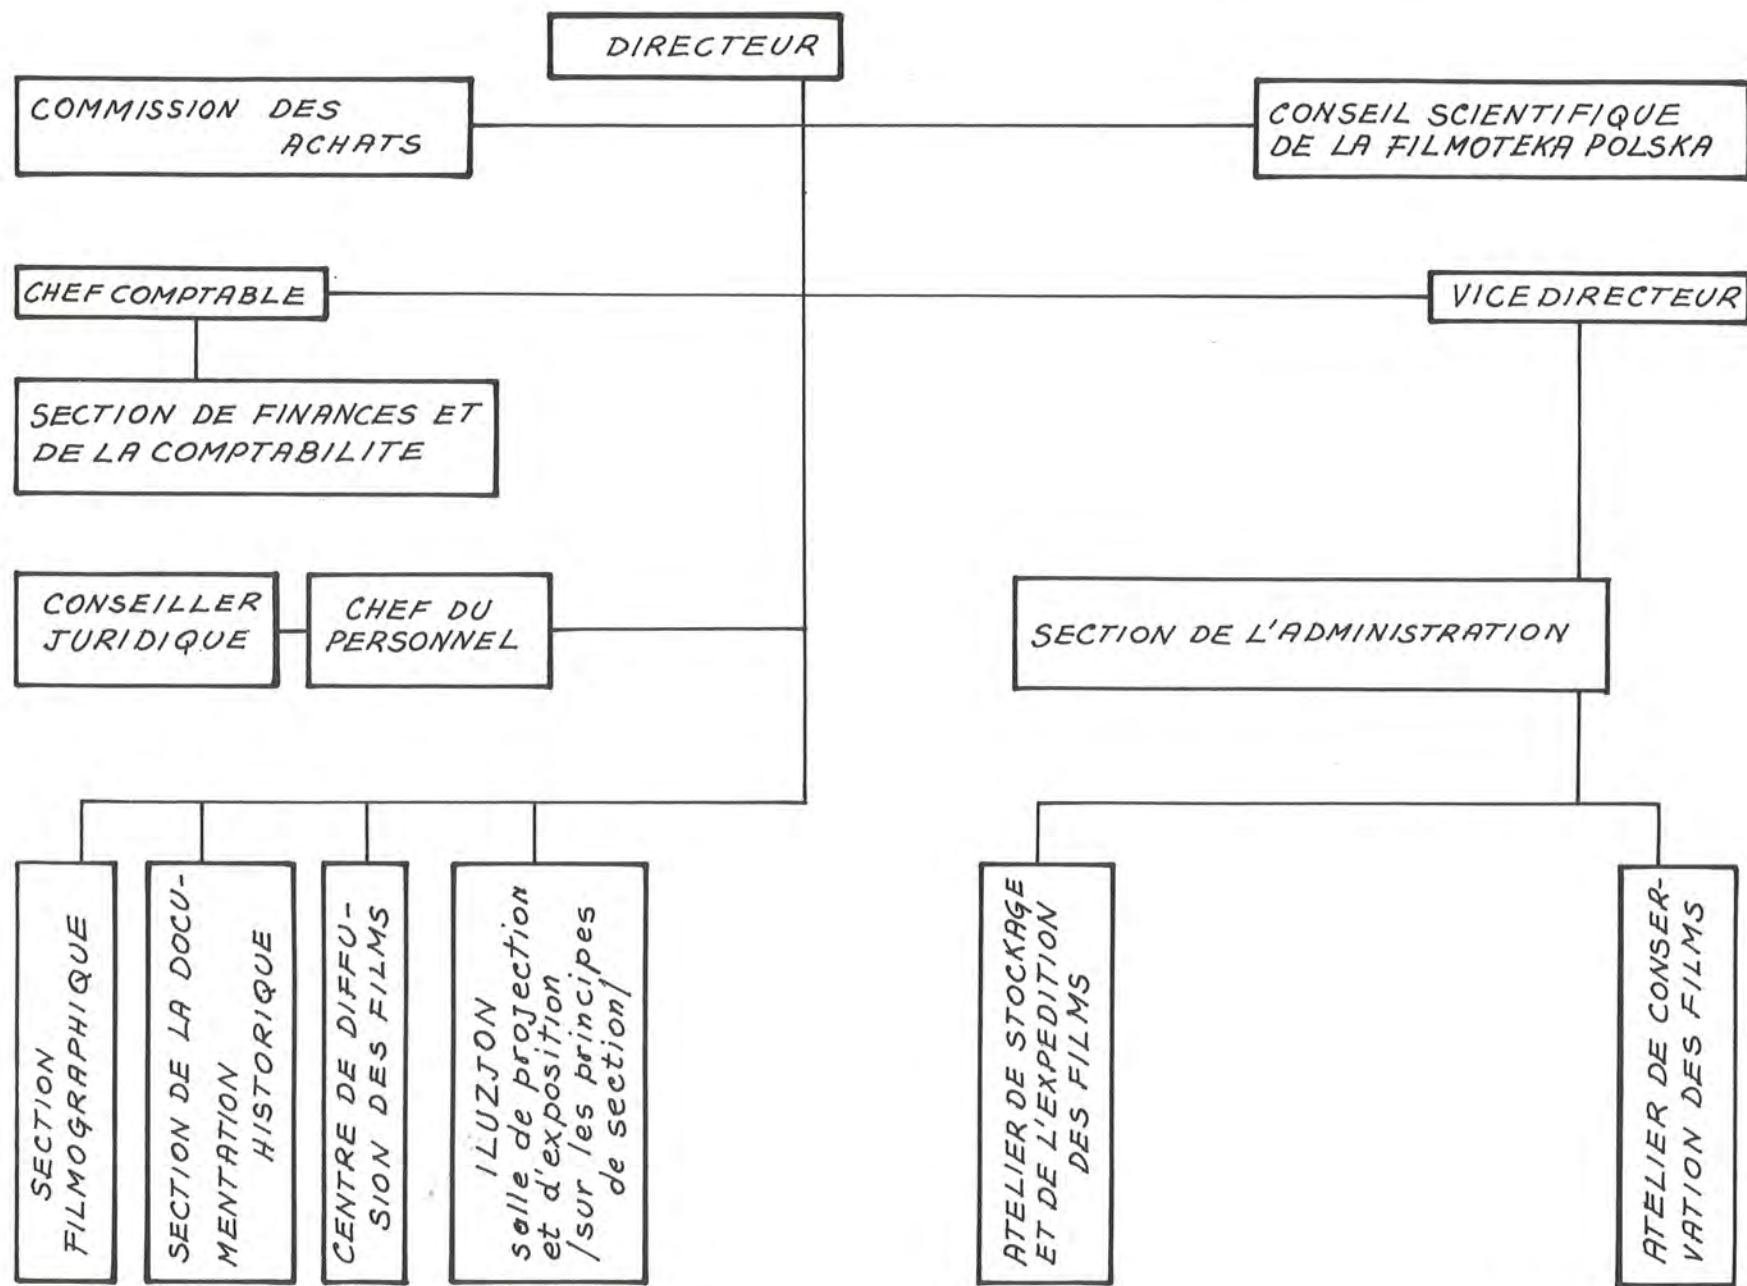 DIRECTEUR
COMMISSION DES
ACHATS
CONSEIL SCIENTIFIQUE
DE LA FILMOTEKA POLSKA
CHEF COMPTABLE
VICE DIRECTEUR
SECTION DE FINANCES ET
DE LA COMPTABILITE
CONSEILLER
JURIDIQUE
CHEF DU
PERSONNEL
SECTION DE L'ADMINISTRATION
SECTION
FILMOGRAPHIQUE
SECTION DE LA DOCU-
MENTATION
HISTORIQUE
CENTRE DE DIFFU-
SION DES FILMS
ILUZJON
salle de projection
et d'exposition
/sur les principes
de section/
ATELIER DE STOCKAGE
ET DE L'EXPEDITION
DES FILMS
ATELIER DE CONSER-
VATION DES FILMS